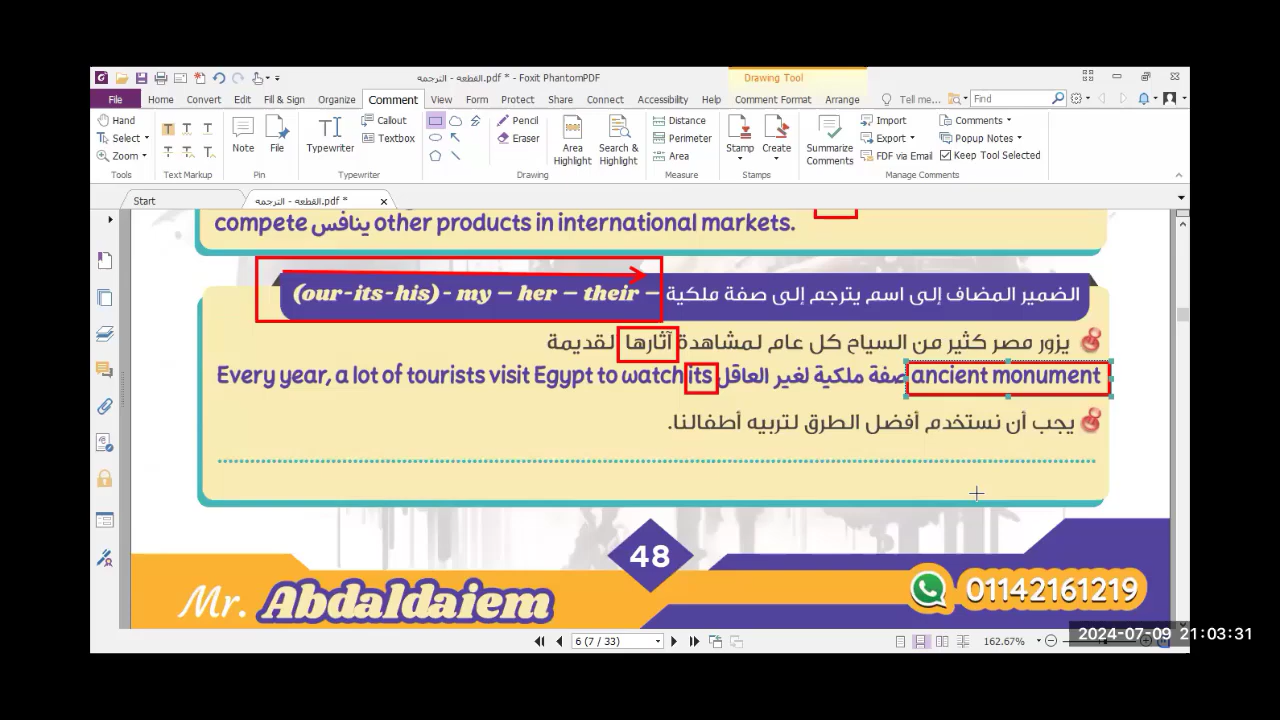 القطعه - الترجمه.pdf * - Foxit PhantomPDF
Drawing Tool
File Home Convert Edit Fill & Sign Organize Comment View Form Protect Share Connect Accessibility Help Comment Format Arrange Tell me... Find
Hand
Select
Zoom
Tools
Text Markup
Note
File
Pin
Typewriter
Callout
Textbox
Typewriter
Pencil
Eraser
Area Highlight
Search & Highlight
Drawing
Distance
Perimeter
Area
Measure
Stamp
Create
Stamps
Summarize Comments
Import
Export
FDF via Email
Comments
Popup Notes
Keep Tool Selected
Manage Comments
Start
القطعه - الترجمه.pdf *
compete ينافس other products in international markets.
الضمير المضاف إلى اسم يترجم إلى صفة ملكية – (our-its-his) - my – her – their
يزور مصر كثير من السياح كل عام لمشاهدة آثارها لقديمة
Every year, a lot of tourists visit Egypt to watch its صفة ملكية لغير العاقل ancient monument
يجب أن نستخدم أفضل الطرق لتربيه أطفالنا.
48
Mr. Abdaldaiem
01142161219
6 (7 / 33)
162.67%
2024-07-09 21:03:31